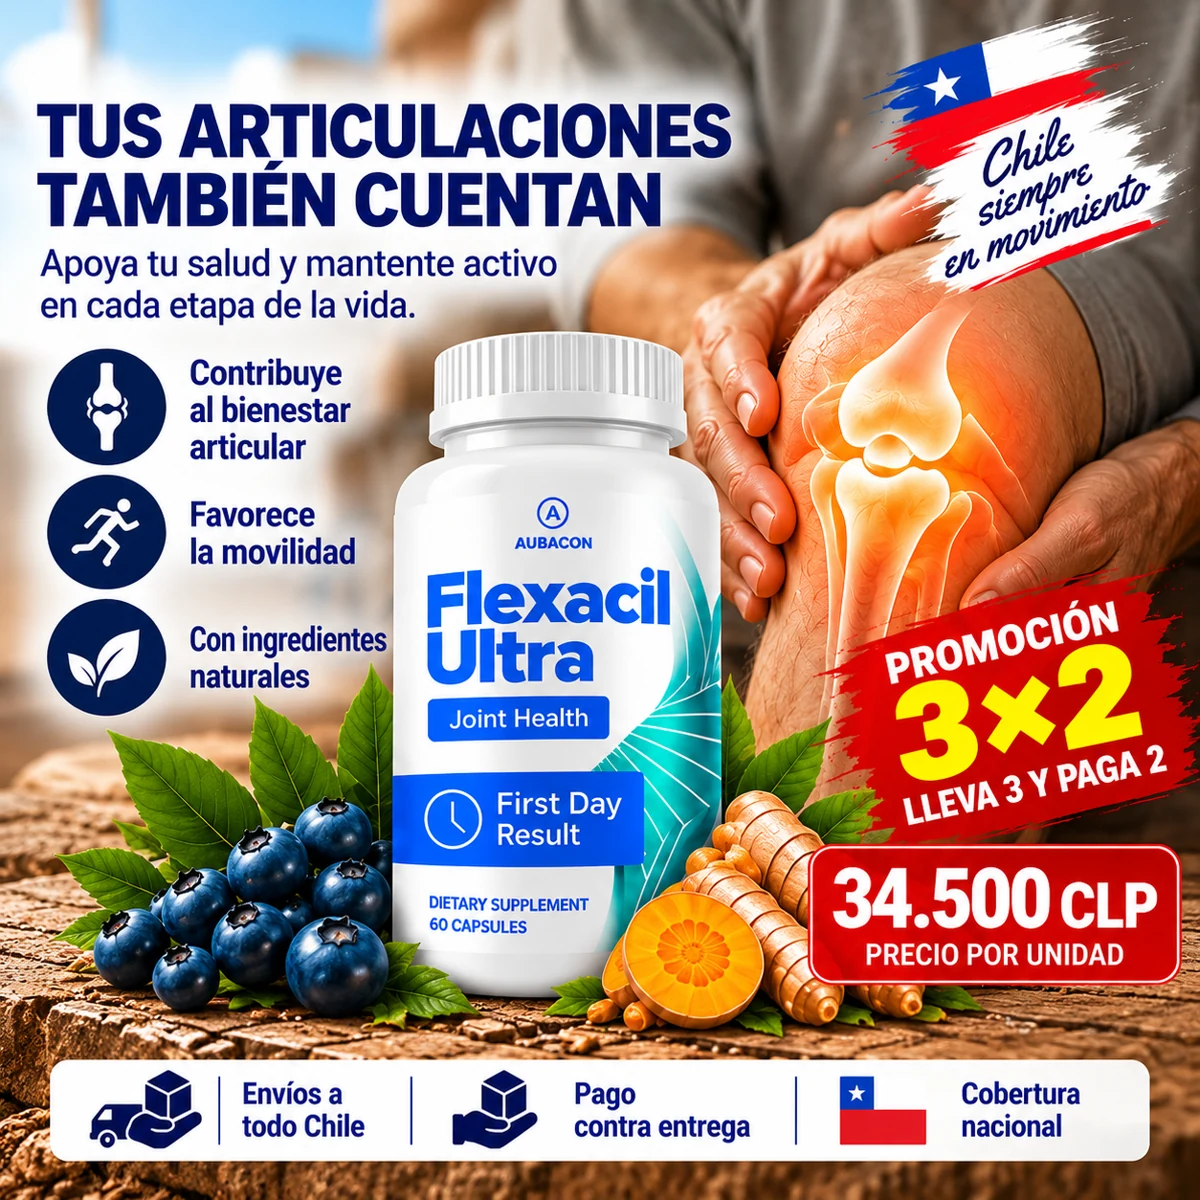 TUS ARTICULACIONES
TAMBIÉN CUENTAN
Apoya tu salud y mantente activo
en cada etapa de la vida.
Chile
siempre
en movimiento
Contribuye
al bienestar
articular
Favorece
la movilidad
Con ingredientes
naturales
A
AUBACON
Flexacil
Ultra
Joint Health
First Day
Result
DIETARY SUPPLEMENT
60 CAPSULES
PROMOCIÓN
3×2
LLEVA 3 Y PAGA 2
34.500 CLP
PRECIO POR UNIDAD
Envíos a
todo Chile
Pago
contra entrega
Cobertura
nacional